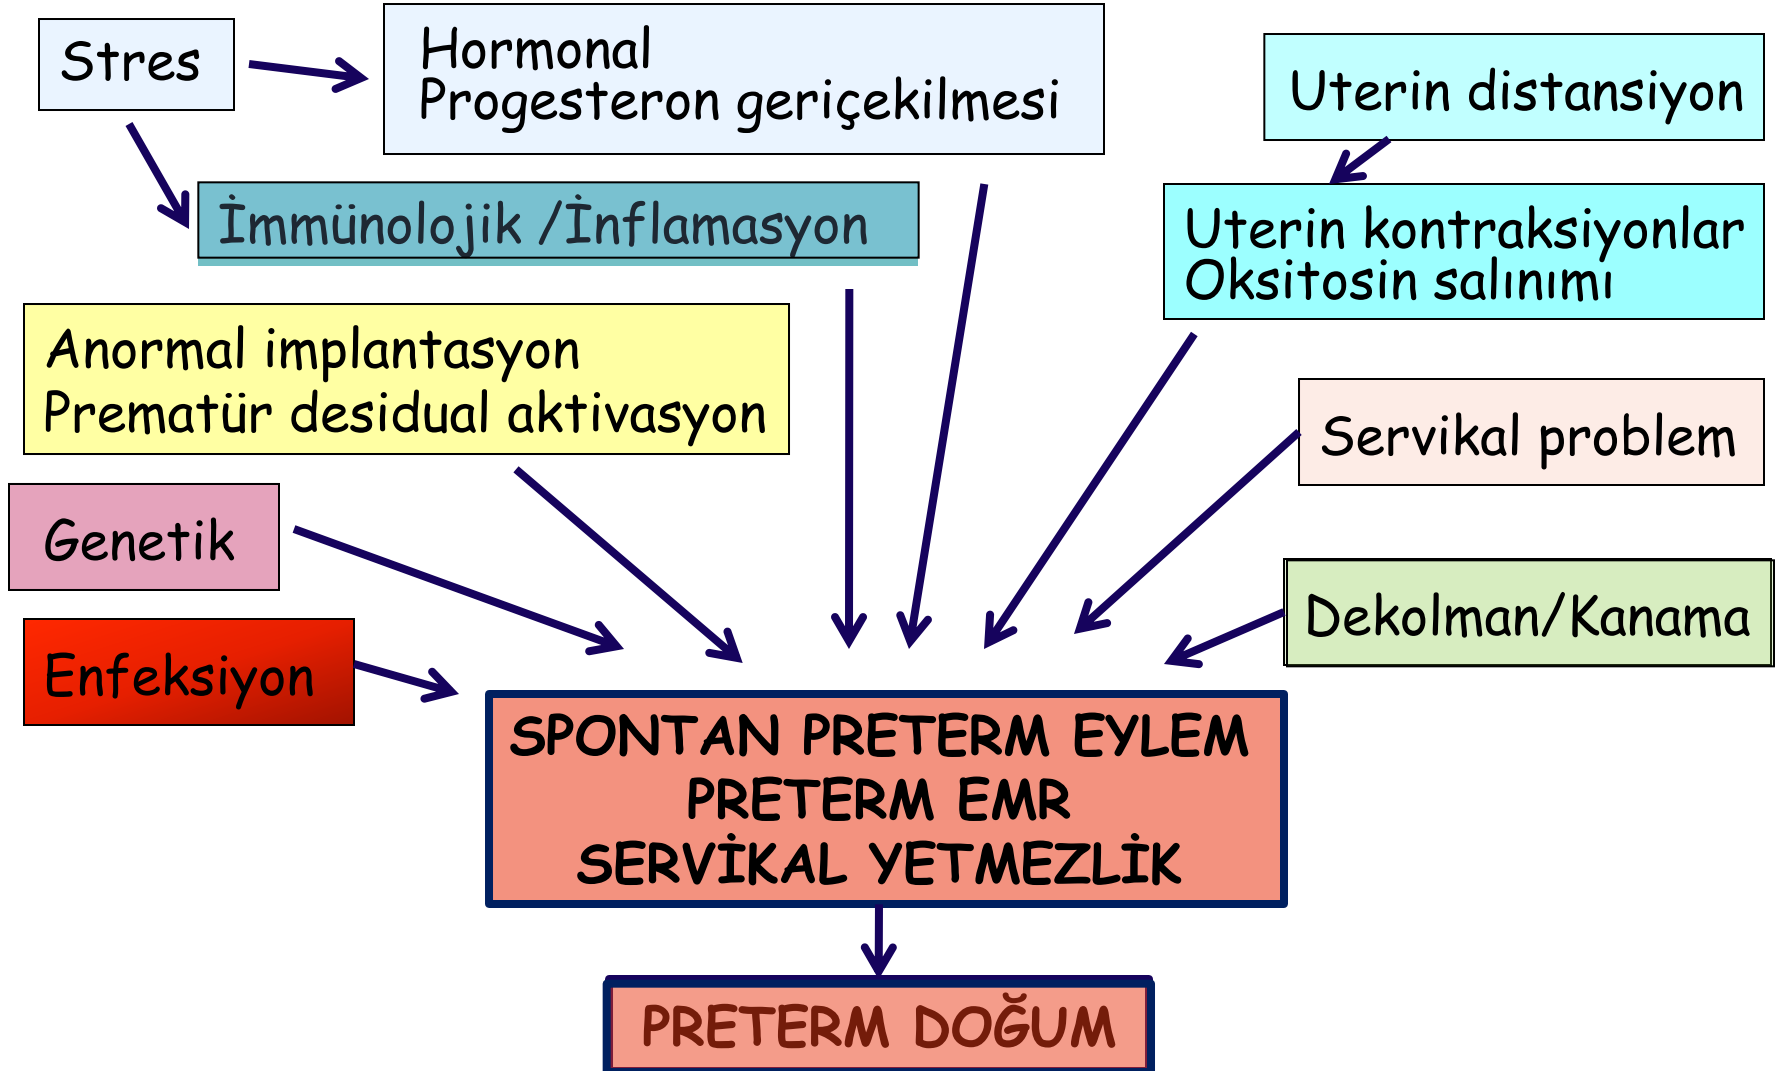 Stres
Hormonal
Progesteron geriçekilmesi
Uterin distansiyon
İmmünolojik /İnflamasyon
Uterin kontraksiyonlar
Oksitosin salınımı
Anormal implantasyon
Prematür desidual aktivasyon
Servikal problem
Genetik
Dekolman/Kanama
Enfeksiyon
SPONTAN PRETERM EYLEM
PRETERM EMR
SERVİKAL YETMEZLİK
PRETERM DOĞUM